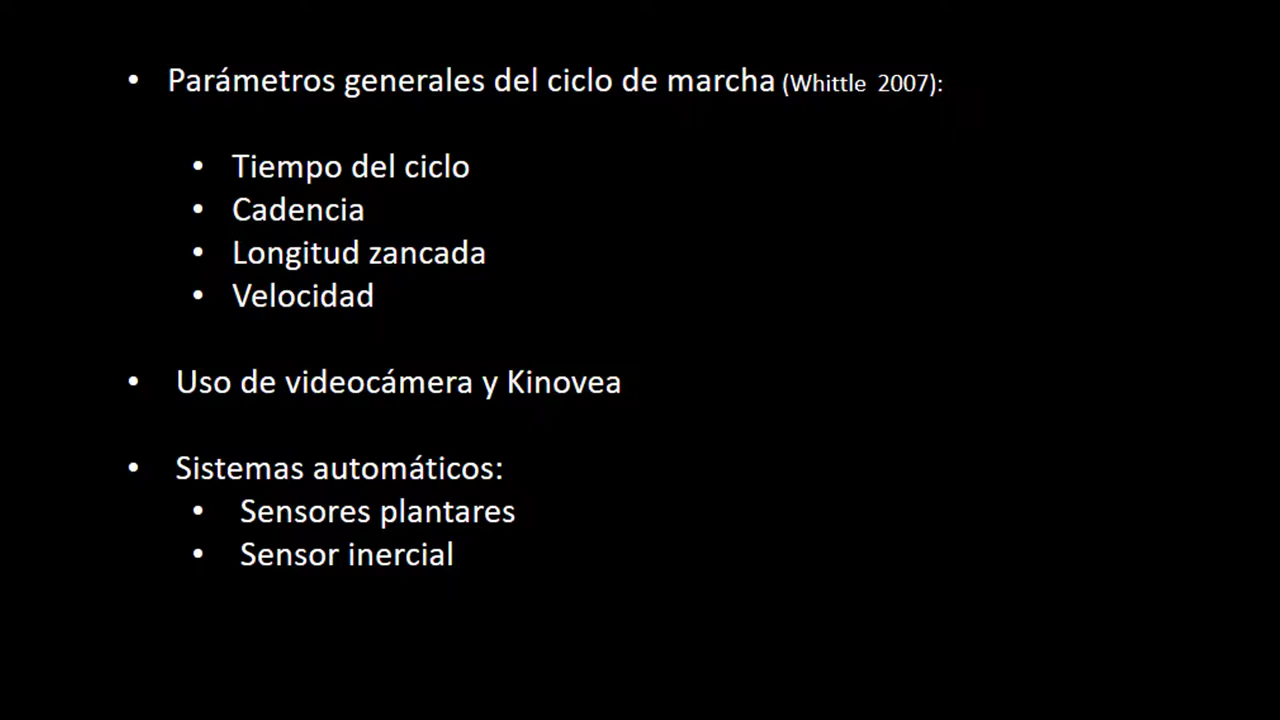 • Parámetros generales del ciclo de marcha (Whittle 2007):
• Tiempo del ciclo
• Cadencia
• Longitud zancada
• Velocidad
• Uso de videocámera y Kinovea
• Sistemas automáticos:
• Sensores plantares
• Sensor inercial